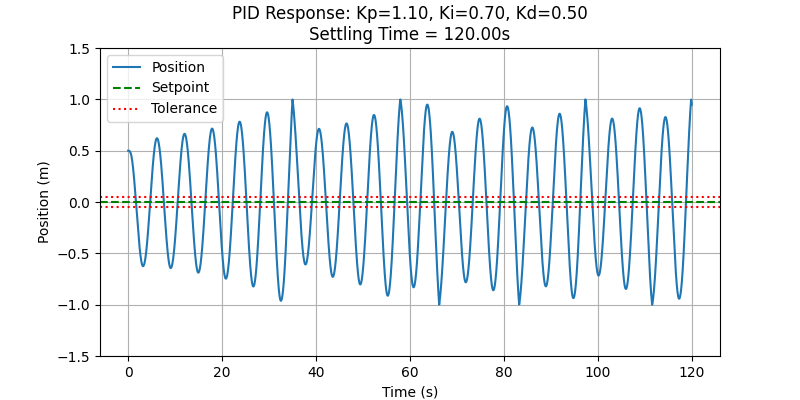 PID Response: Kp=1.10, Ki=0.70, Kd=0.50
Settling Time = 120.00s
1.5
1.0
0.5
0.0
−0.5
−1.0
−1.5
Position (m)
Position
Setpoint
Tolerance
0 20 40 60 80 100 120
Time (s)